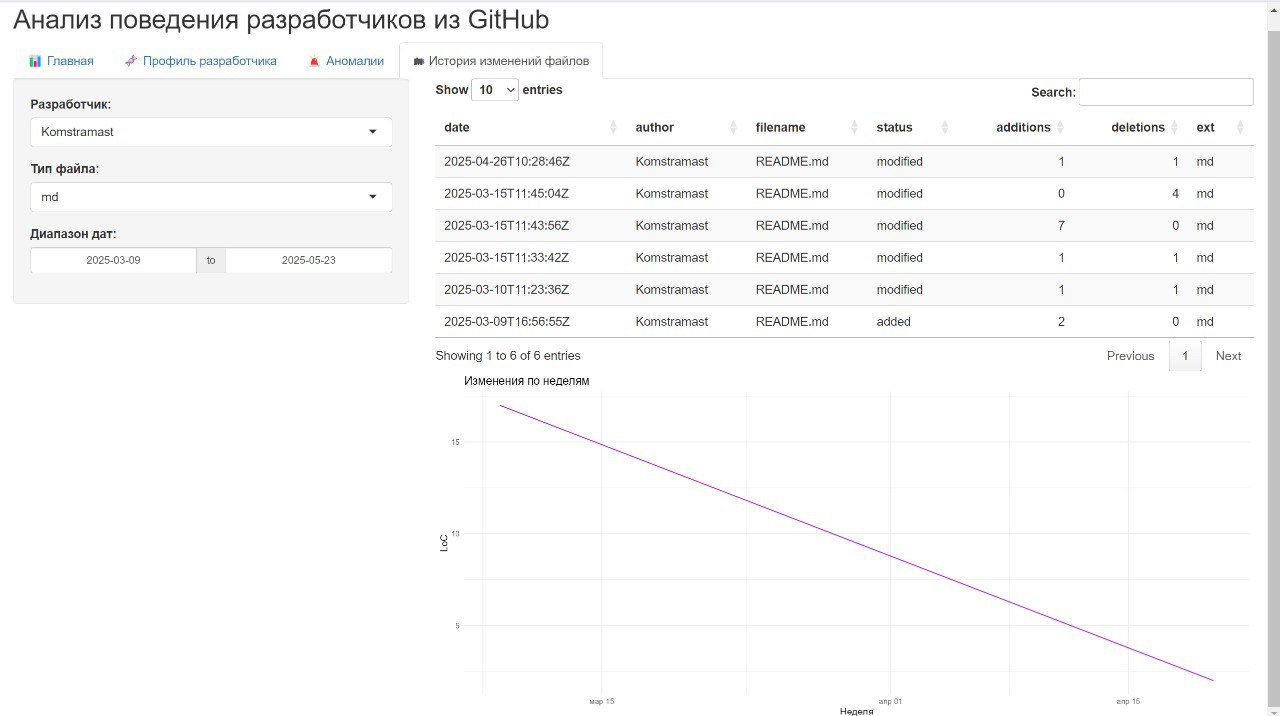 Анализ поведения разработчиков из GitHub
Главная Профиль разработчика Аномалии История изменений файлов
Разработчик:
Komstramast
Тип файла:
md
Диапазон дат:
2025-03-09 to 2025-05-23
Show 10 entries
Search:
date author filename status additions deletions ext
2025-04-26T10:28:46Z Komstramast README.md modified 1 1 md
2025-03-15T11:45:04Z Komstramast README.md modified 0 4 md
2025-03-15T11:43:56Z Komstramast README.md modified 7 0 md
2025-03-15T11:33:42Z Komstramast README.md modified 1 1 md
2025-03-10T11:23:36Z Komstramast README.md modified 1 1 md
2025-03-09T16:56:55Z Komstramast README.md added 2 0 md
Showing 1 to 6 of 6 entries
Previous 1 Next
Изменения по неделям
15
10
5
LoC
мар 15 апр 01 апр 15
Неделя